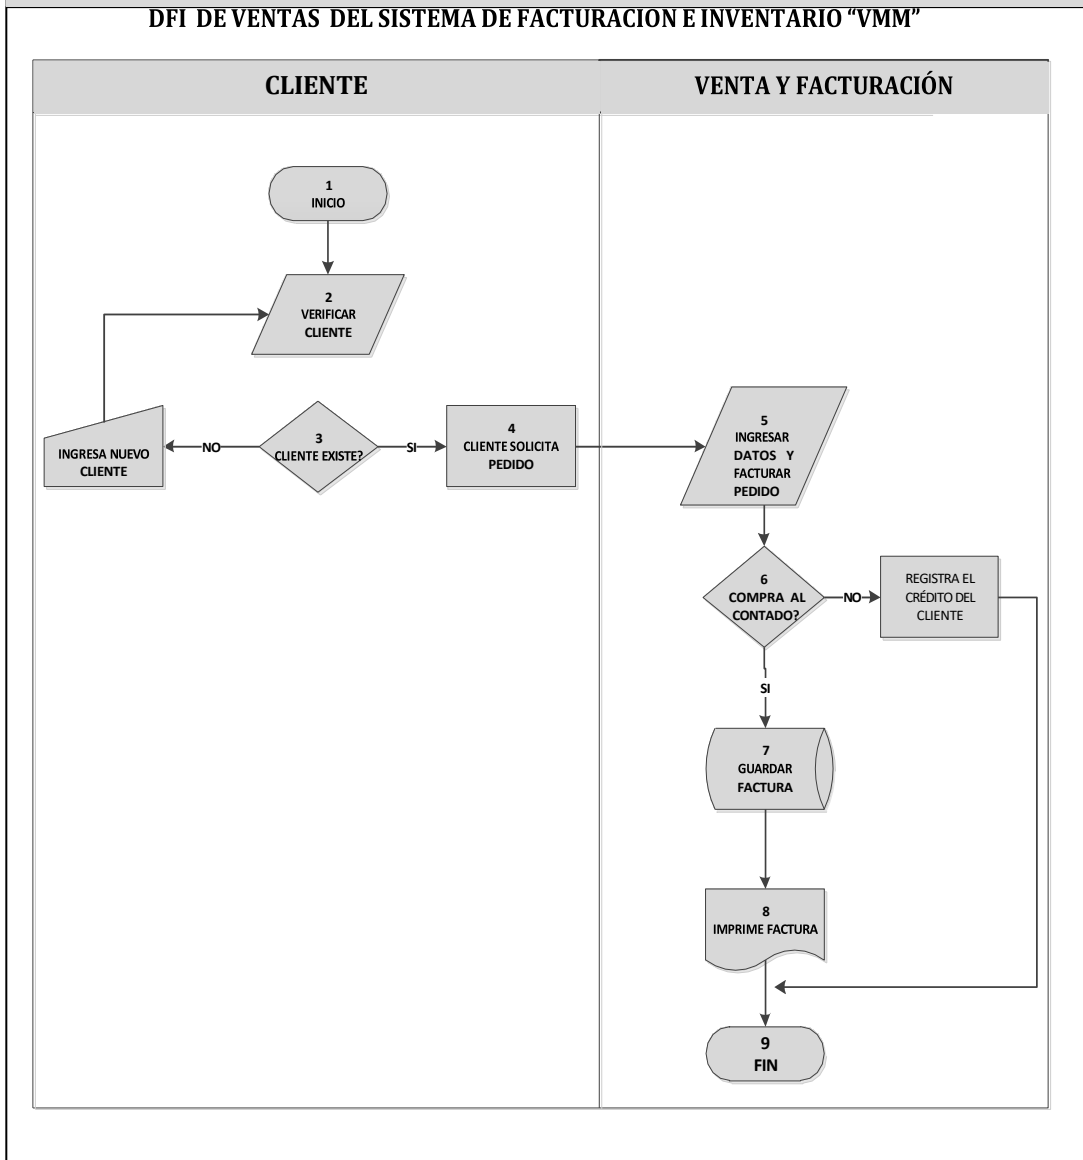 DFI DE VENTAS DEL SISTEMA DE FACTURACION E INVENTARIO “VMM”
CLIENTE
VENTA Y FACTURACIÓN
1
INICIO
2
VERIFICAR
CLIENTE
INGRESA NUEVO
CLIENTE
NO
3
CLIENTE EXISTE?
SI
4
CLIENTE SOLICITA
PEDIDO
5
INGRESAR
DATOS Y
FACTURAR
PEDIDO
6
COMPRA AL
CONTADO?
NO
REGISTRA EL
CRÉDITO DEL
CLIENTE
SI
7
GUARDAR
FACTURA
8
IMPRIME FACTURA
9
FIN